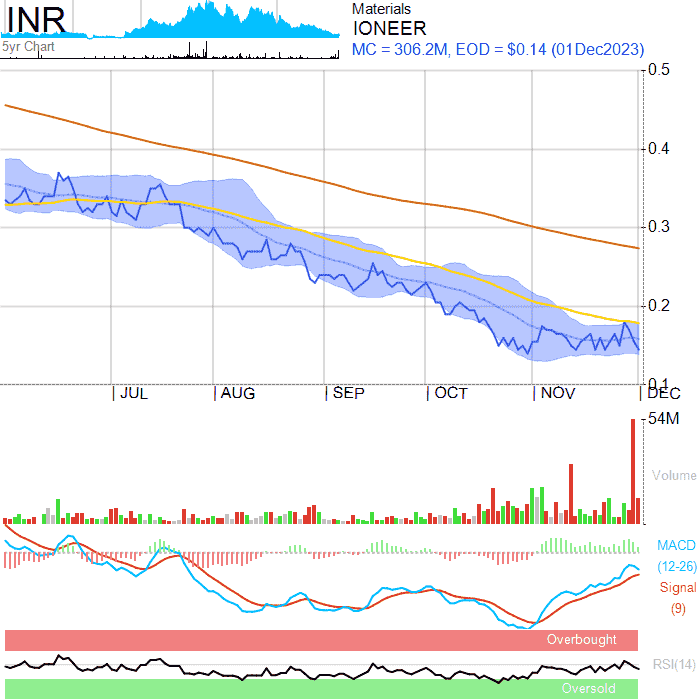 INR
5yr Chart
Materials
IONEER
MC = 306.2M, EOD = $0.14 (01Dec2023)
0.5
0.4
0.3
0.2
0.1
JUL AUG SEP OCT NOV DEC
54M
Volume
MACD
(12-26)
Signal
(9)
Overbought
RSI(14)
Oversold